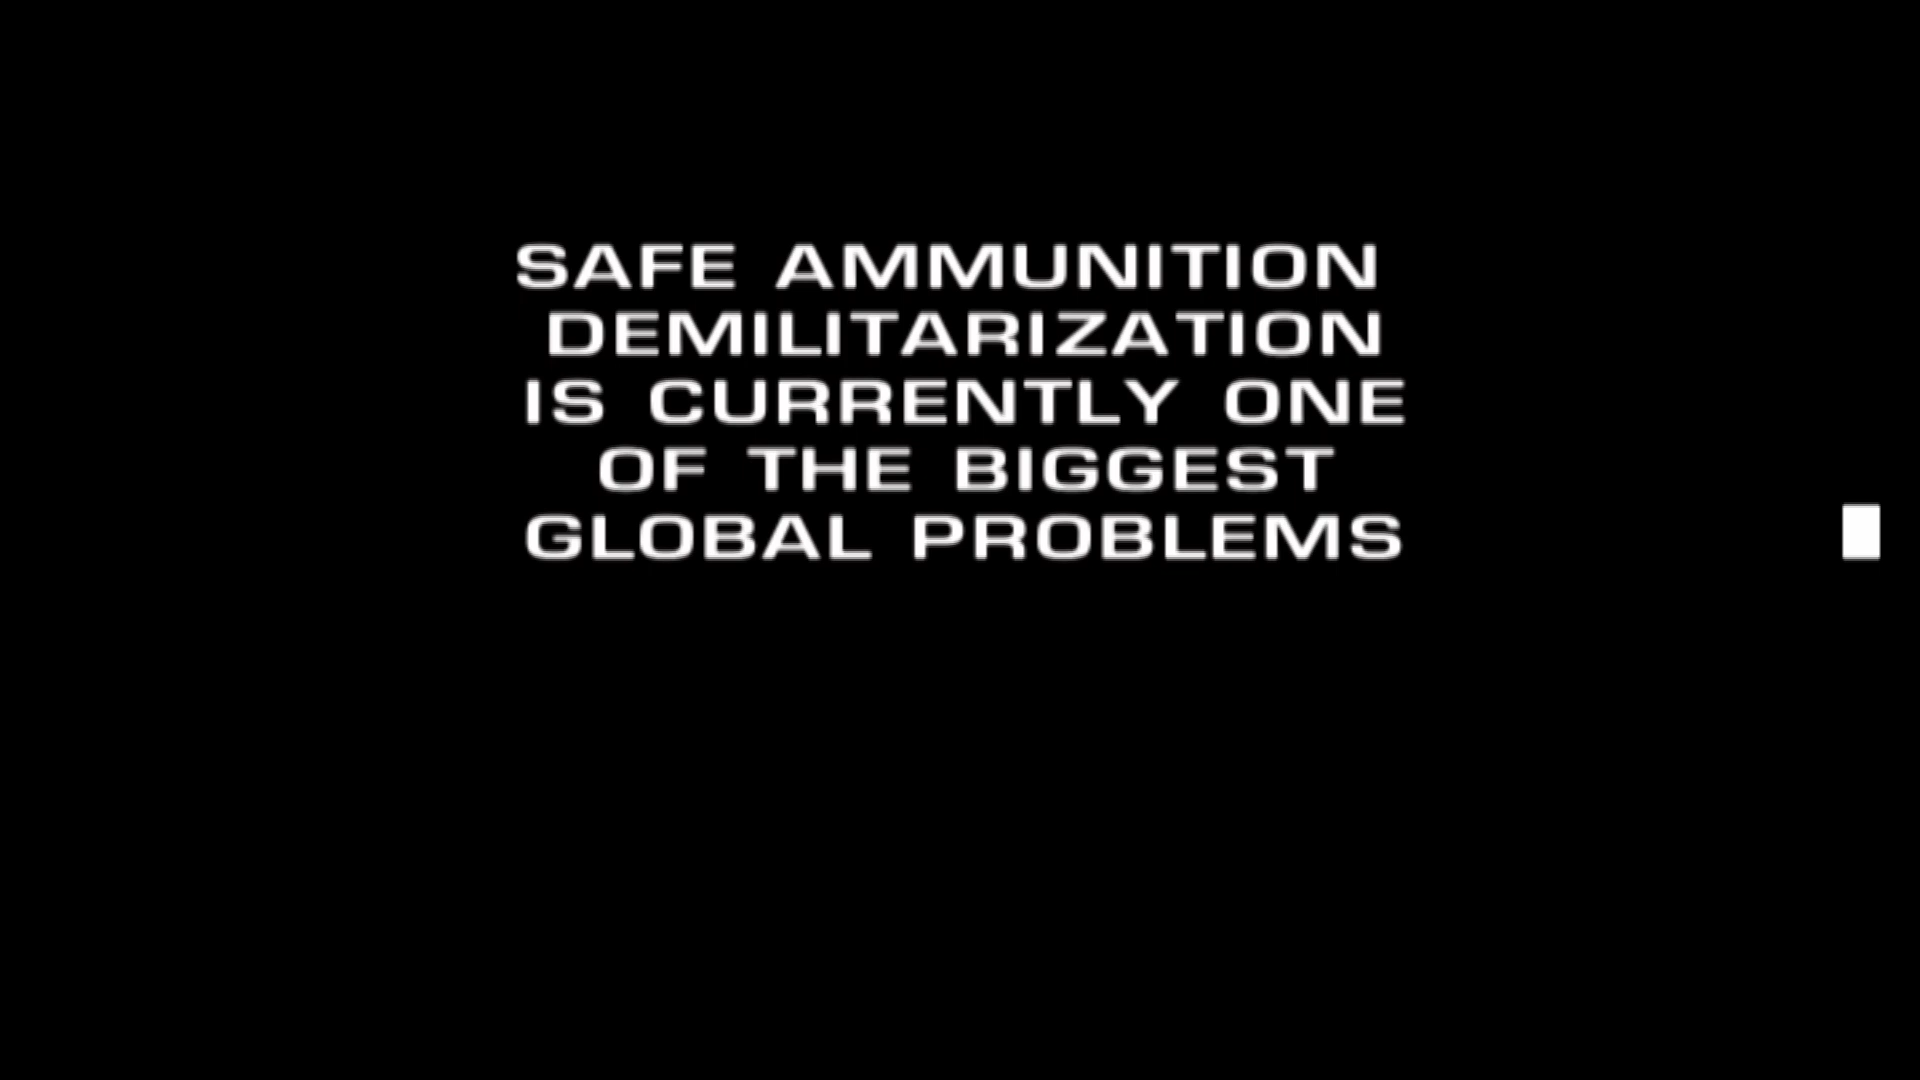 SAFE AMMUNITION
DEMILITARIZATION
IS CURRENTLY ONE
OF THE BIGGEST
GLOBAL PROBLEMS